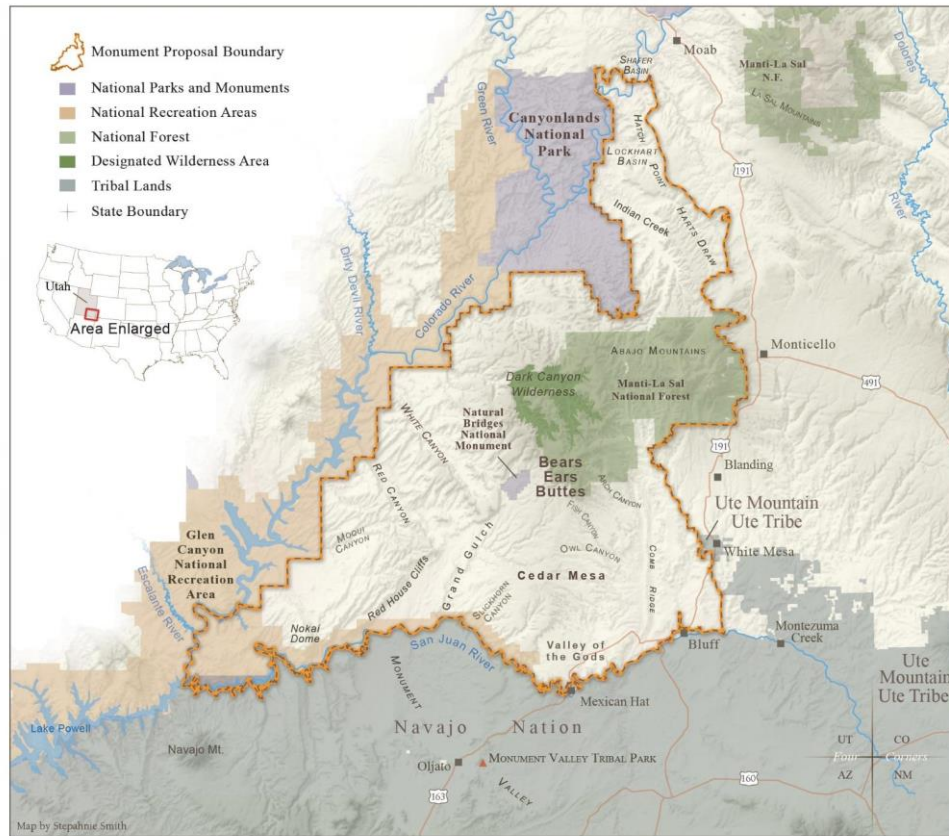 Monument Proposal Boundary
National Parks and Monuments
National Recreation Areas
National Forest
Designated Wilderness Area
Tribal Lands
State Boundary
Utah
Area Enlarged
Moab
SHAFER
BASIN
Manti-La Sal
N.F.
LA SAL MOUNTAINS
Dolores
River
Green River
Canyonlands
National
Park
HATCH
POINT
LOCKHART
BASIN
191
Indian Creek
HARTS DRAW
Dirty Devil River
Colorado River
ABAJO MOUNTAINS
Monticello
491
Dark Canyon
Wilderness
Manti-La Sal
National Forest
Natural
Bridges
National
Monument
WHITE CANYON
RED CANYON
191
Blanding
Bears
Ears
Buttes
ARCH CANYON
FISH CANYON
Ute Mountain
Ute Tribe
White Mesa
MOQUI
CANYON
Glen
Canyon
National
Recreation
Area
Escalante River
Grand Gulch
OWL CANYON
COMB
RIDGE
Cedar Mesa
Red House Cliffs
SLICKHORN
CANYON
Nokai
Dome
San Juan River
Valley of
the Gods
Bluff
Montezuma
Creek
Mexican Hat
MONUMENT
VALLEY
Navajo Nation
Ute
Mountain
Ute Tribe
Lake Powell
Navajo Mt.
Oljato
MONUMENT VALLEY TRIBAL PARK
163
160
UT CO
Four Corners
AZ NM
Map by Stepahnie Smith